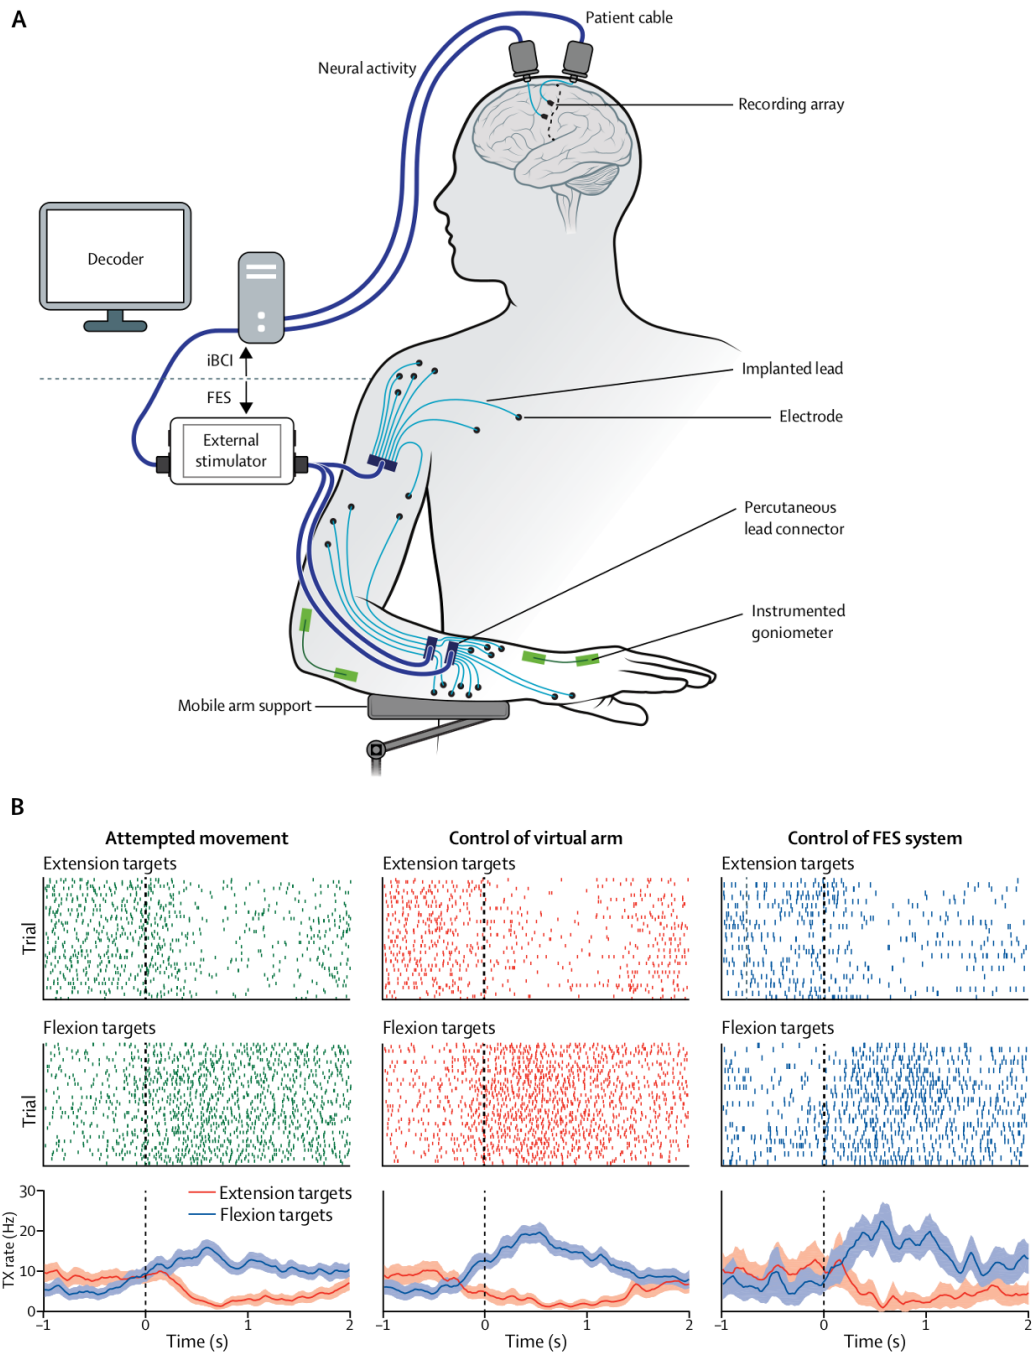 A
Patient cable
Neural activity
Recording array
Decoder
iBCI
FES
Implanted lead
External
stimulator
Electrode
Percutaneous
lead connector
Instrumented
goniometer
Mobile arm support
B
Attempted movement
Control of virtual arm
Control of FES system
Extension targets
Extension targets
Extension targets
Trial
Flexion targets
Flexion targets
Flexion targets
Trial
TX rate (Hz)
30
20
10
0
Extension targets
Flexion targets
−1 0 1 2
−1 0 1 2
−1 0 1 2
Time (s)
Time (s)
Time (s)